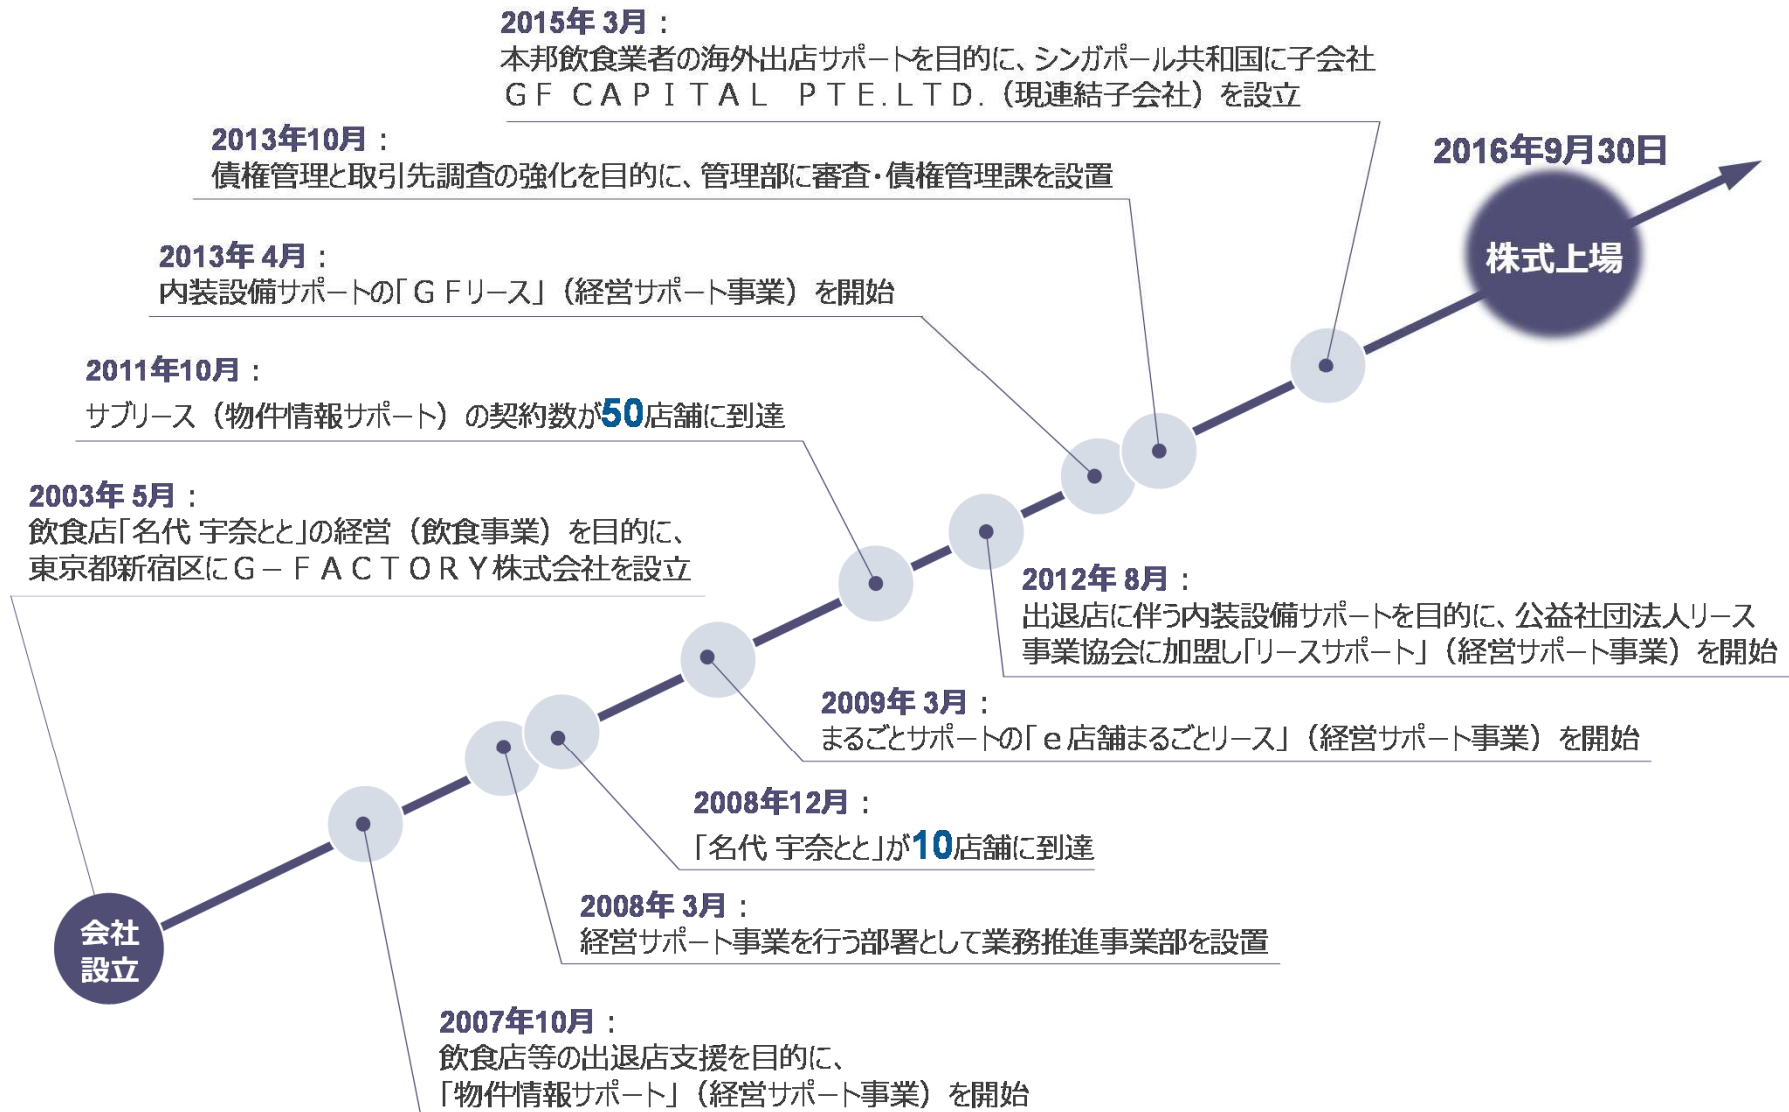 2015年 3月：
本邦飲食業者の海外出店サポートを目的に、シンガポール共和国に子会社
ＧＦ ＣＡＰＩＴＡＬ ＰＴＥ.ＬＴＤ.（現連結子会社）を設立
2013年10月：
債権管理と取引先調査の強化を目的に、管理部に審査・債権管理課を設置
2016年9月30日
株式上場
2013年 4月：
内装設備サポートの「ＧＦリース」（経営サポート事業）を開始
2011年10月：
サブリース（物件情報サポート）の契約数が50店舗に到達
2003年 5月：
飲食店「名代 宇奈とと」の経営（飲食事業）を目的に、
東京都新宿区にＧ－ＦＡＣＴＯＲＹ株式会社を設立
2012年 8月：
出退店に伴う内装設備サポートを目的に、公益社団法人リース
事業協会に加盟し「リースサポート」（経営サポート事業）を開始
2009年 3月：
まるごとサポートの「ｅ店舗まるごとリース」（経営サポート事業）を開始
2008年12月：
「名代 宇奈とと」が10店舗に到達
2008年 3月：
経営サポート事業を行う部署として業務推進事業部を設置
会社
設立
2007年10月：
飲食店等の出退店支援を目的に、
「物件情報サポート」（経営サポート事業）を開始